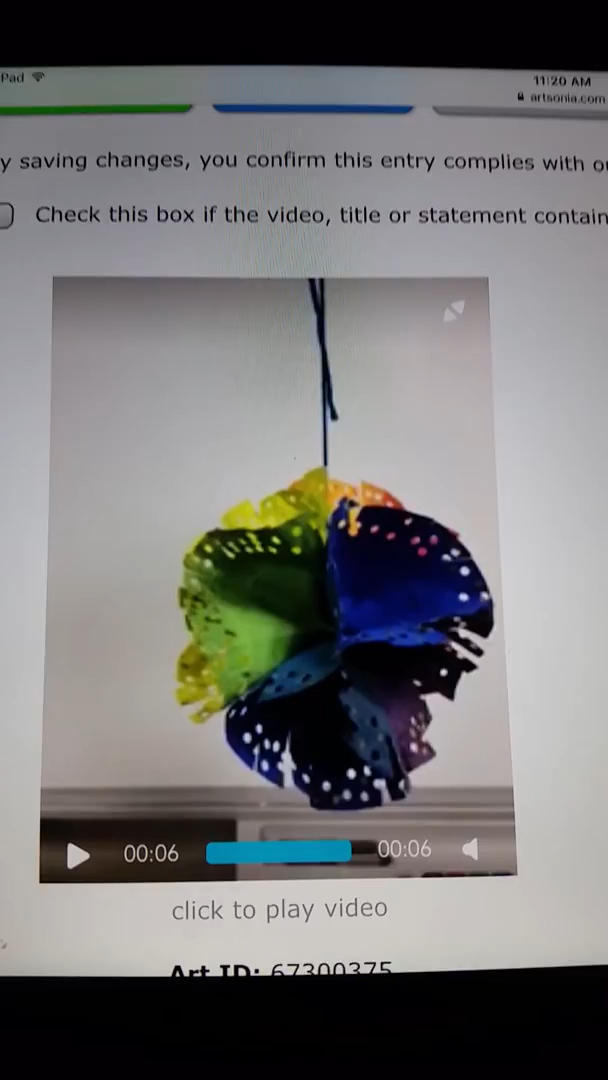 Pad
11:20 AM
artsonia.com
y saving changes, you confirm this entry complies with o
Check this box if the video, title or statement contain
00:06
00:06
click to play video
Art ID: 67300375